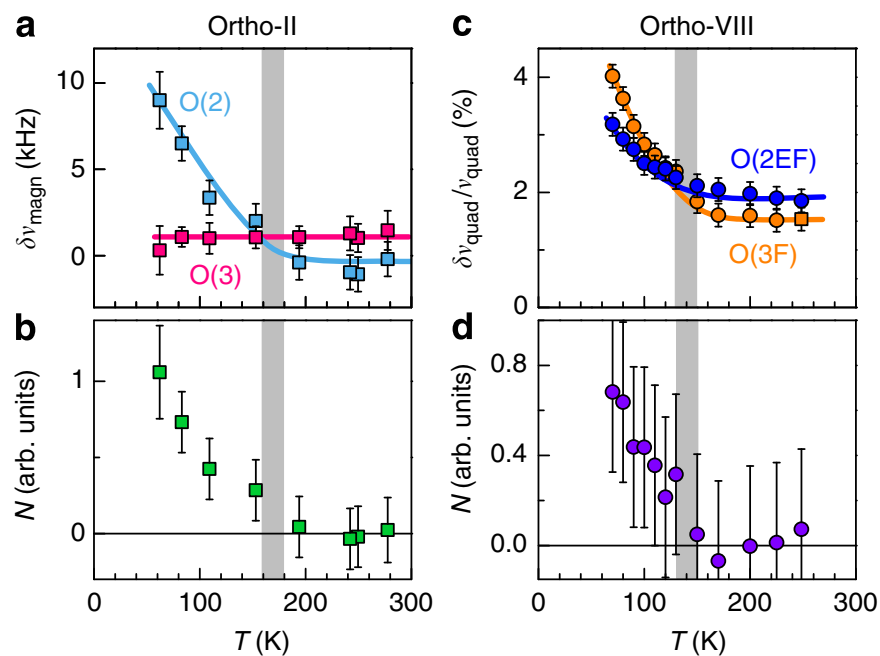 a
Ortho-II
10
5
0
δν_magn (kHz)
O(2)
O(3)
b
1
0
N (arb. units)
0
100
200
300
T (K)
c
Ortho-VIII
4
2
0
δν_quad/ν_quad (%)
O(2EF)
O(3F)
d
0.8
0.4
0.0
N (arb. units)
0
100
200
300
T (K)